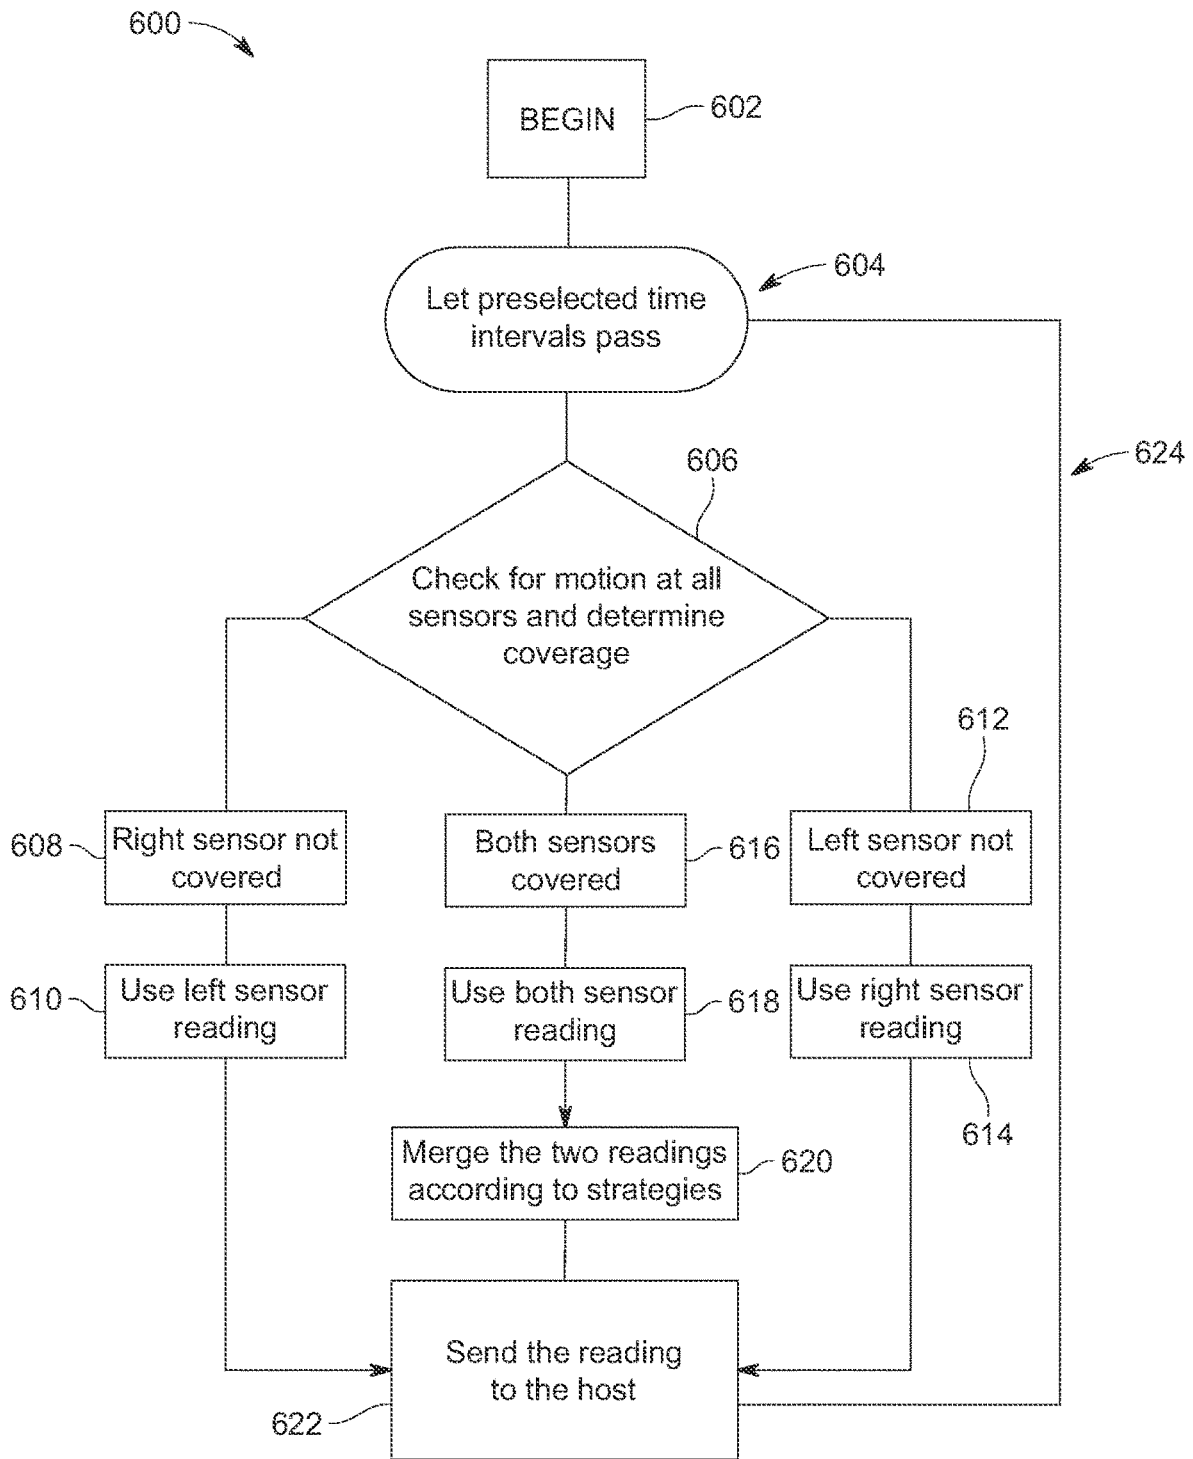 600
BEGIN
602
Let preselected time
intervals pass
604
606
624
Check for motion at all
sensors and determine
coverage
612
608
Right sensor not
covered
Both sensors
covered
616
Left sensor not
covered
610
Use left sensor
reading
Use both sensor
reading
618
Use right sensor
reading
614
Merge the two readings
according to strategies
620
Send the reading
to the host
622